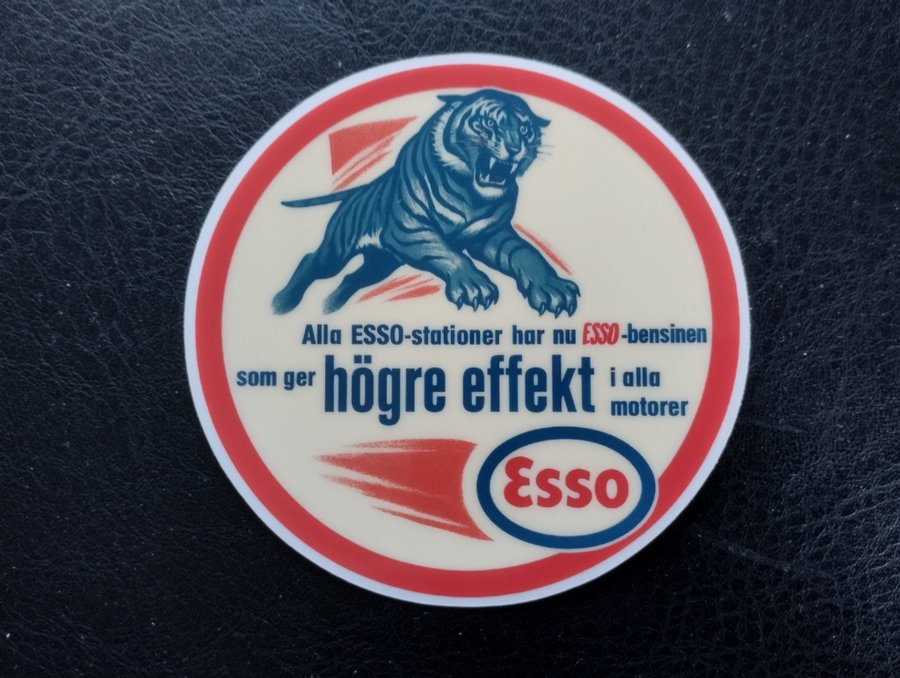 Alla ESSO-stationer har nu ESSO-bensinen
som ger högre effekt i alla
motorer
Esso